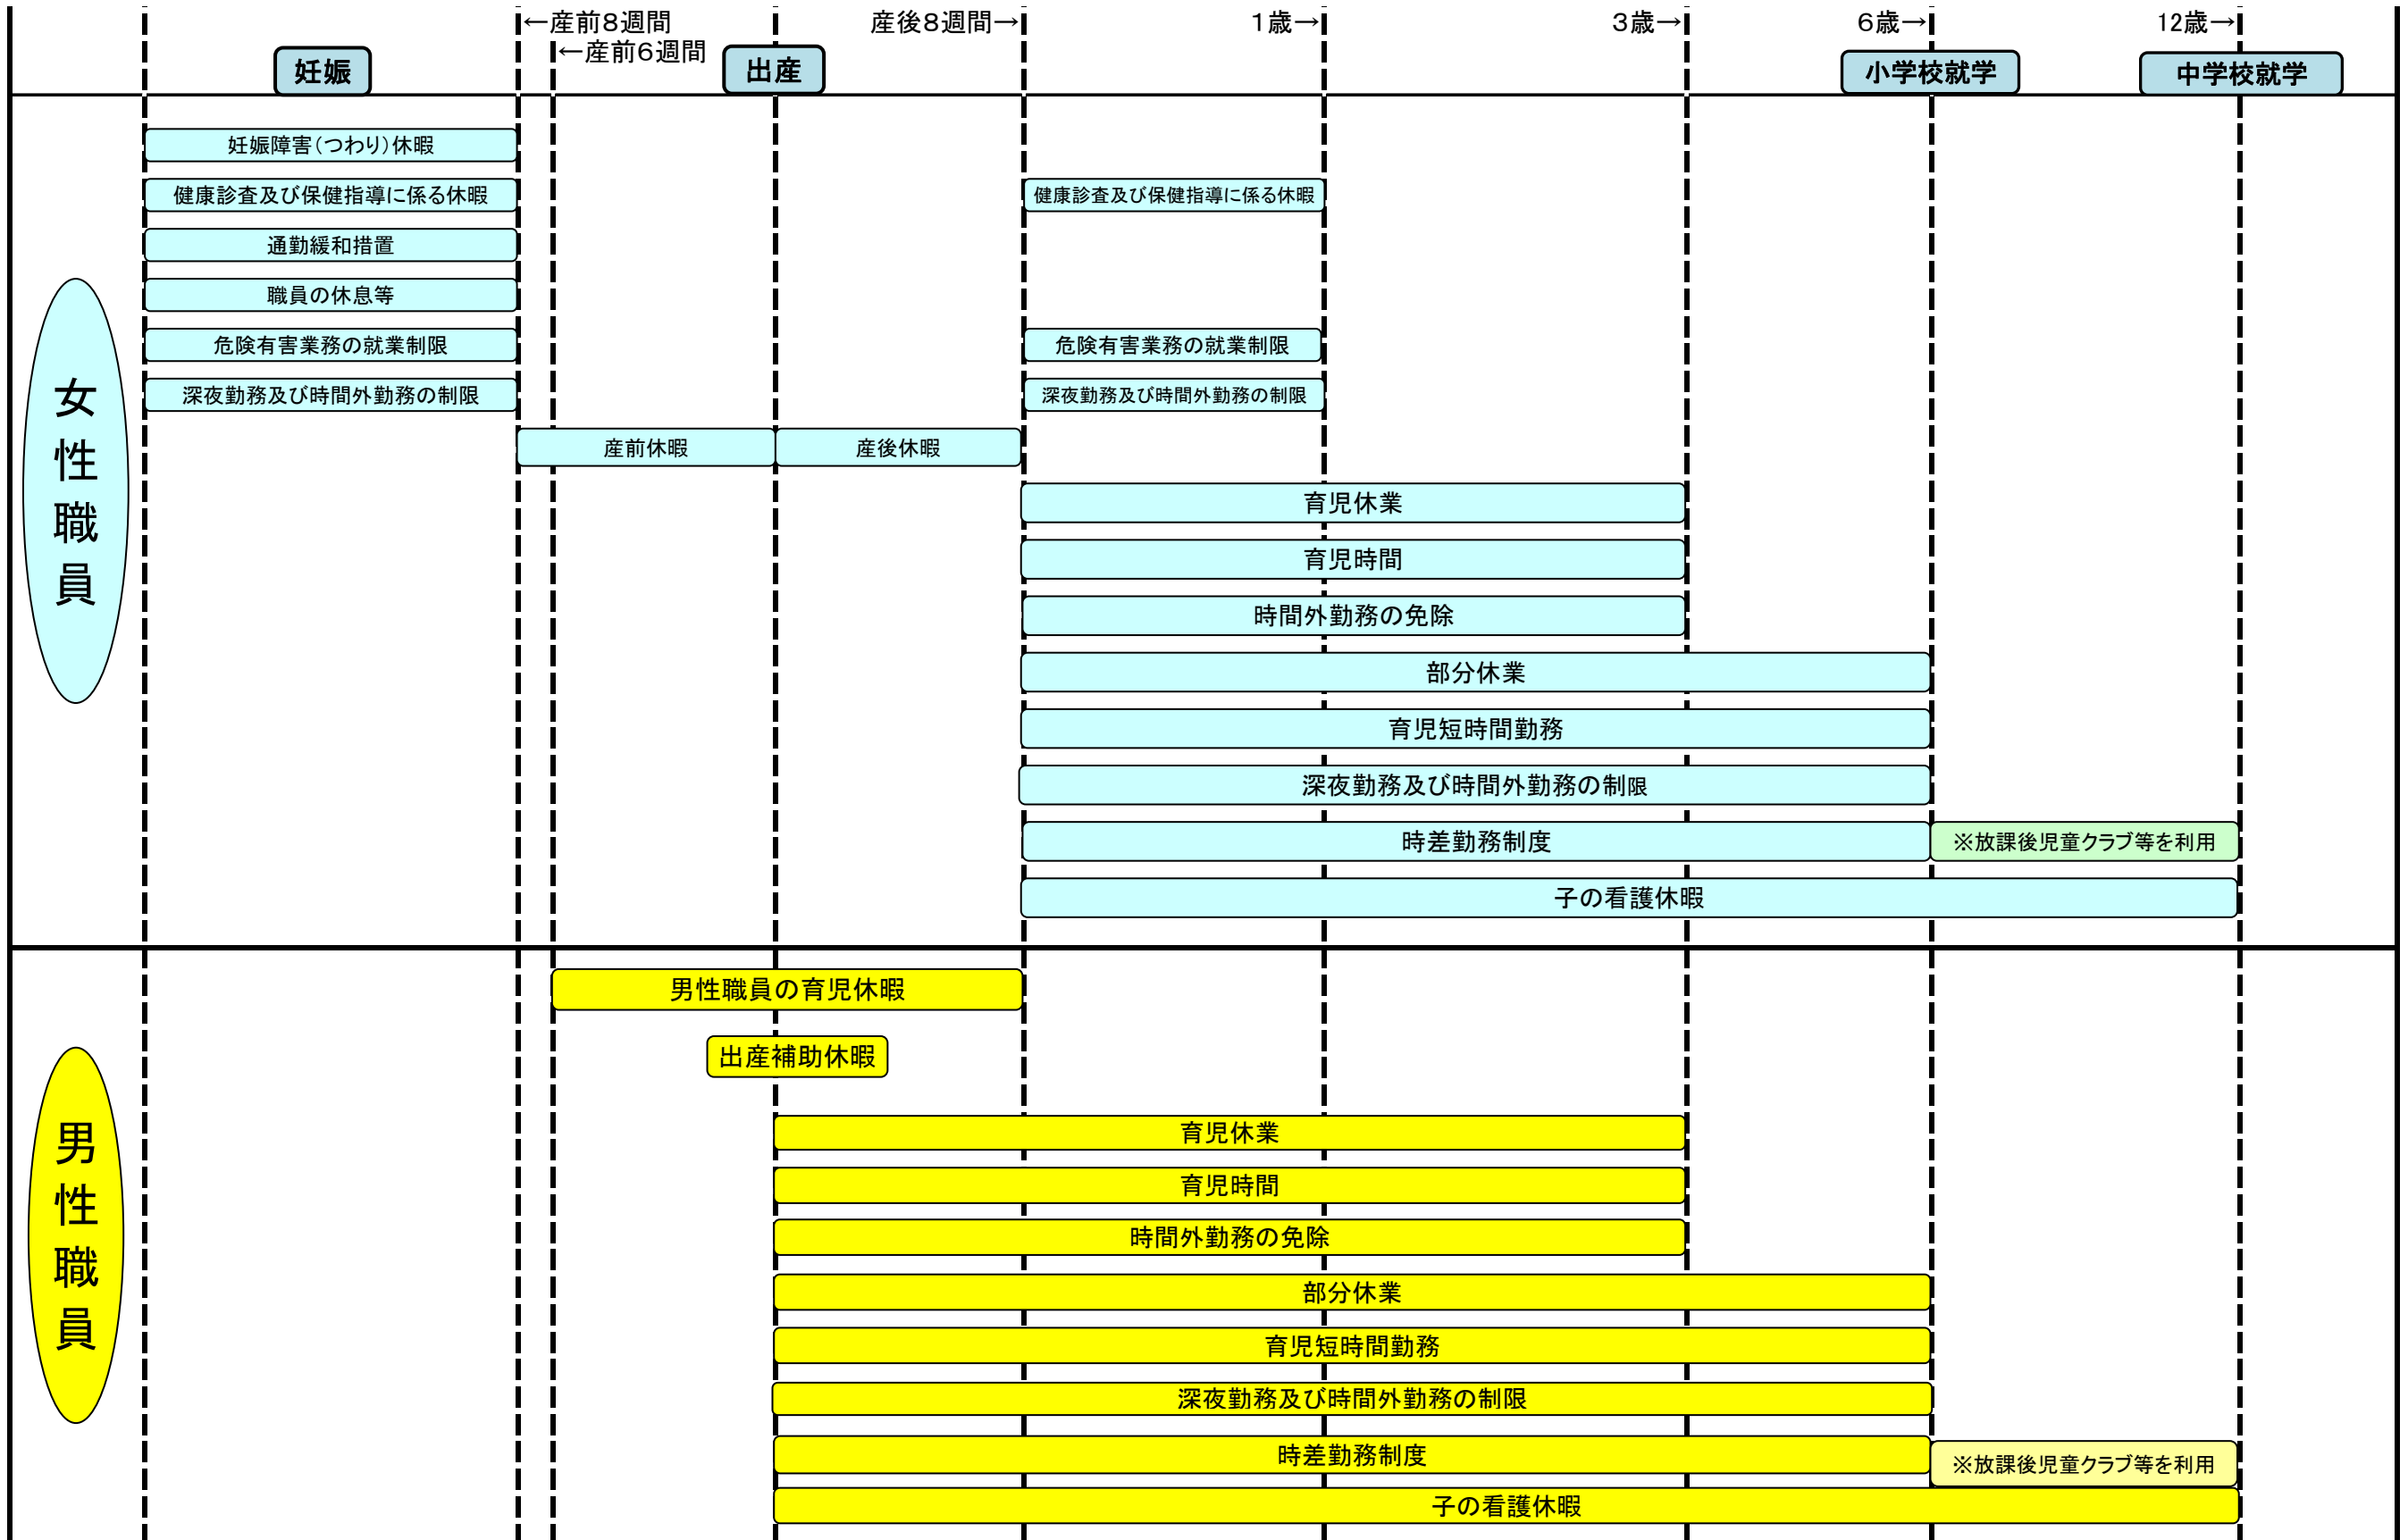 ←産前8週間
産後8週間→
1歳→
3歳→
6歳→
12歳→
←産前6週間
妊娠
出産
小学校就学
中学校就学
女性職員
妊娠障害(つわり)休暇
健康診査及び保健指導に係る休暇
健康診査及び保健指導に係る休暇
通勤緩和措置
職員の休息等
危険有害業務の就業制限
危険有害業務の就業制限
深夜勤務及び時間外勤務の制限
深夜勤務及び時間外勤務の制限
産前休暇
産後休暇
育児休業
育児時間
時間外勤務の免除
部分休業
育児短時間勤務
深夜勤務及び時間外勤務の制限
時差勤務制度
※放課後児童クラブ等を利用
子の看護休暇
男性職員
男性職員の育児休暇
出産補助休暇
育児休業
育児時間
時間外勤務の免除
部分休業
育児短時間勤務
深夜勤務及び時間外勤務の制限
時差勤務制度
※放課後児童クラブ等を利用
子の看護休暇